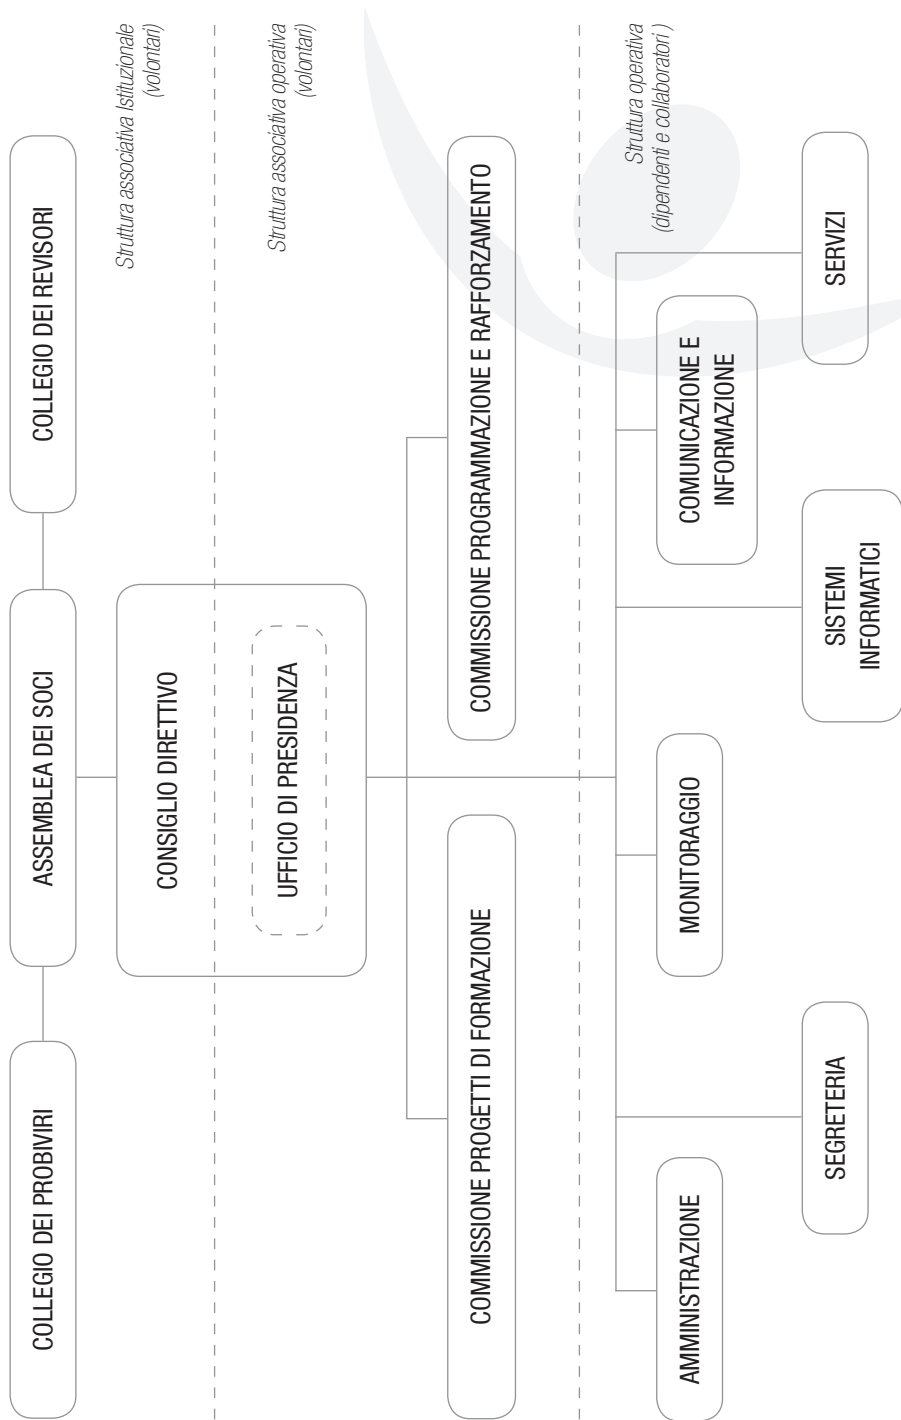 COLLEGIO DEI PROBIVIRI
ASSEMBLEA DEI SOCI
COLLEGIO DEI REVISORI
Struttura associativa Istituzionale
(volontari)
CONSIGLIO DIRETTIVO
Struttura associativa operativa
(volontari)
UFFICIO DI PRESIDENZA
COMMISSIONE PROGETTI DI FORMAZIONE
COMMISSIONE PROGRAMMAZIONE E RAFFORZAMENTO
Struttura operativa
(dipendenti e collaboratori )
AMMINISTRAZIONE
MONITORAGGIO
COMUNICAZIONE E
INFORMAZIONE
SEGRETERIA
SISTEMI
INFORMATICI
SERVIZI